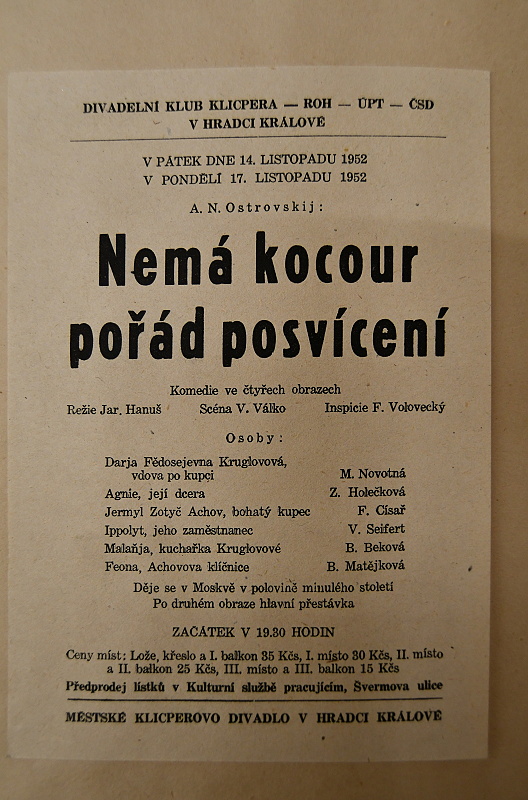 DIVADELNÍ KLUB KLICPERA — ROH — ÚPT — ČSD
V HRADCI KRÁLOVÉ
V PÁTEK DNE 14. LISTOPADU 1952
V PONDĚLÍ 17. LISTOPADU 1952
A. N. Ostrovskij:
Nemá kocour
pořád posvícení
Komedie ve čtyřech obrazech
Režie Jar. Hanuš Scéna V. Válko Inspicie F. Volovecký
Osoby:
Darja Fědosejevna Kruglovová,
vdova po kupci M. Novotná
Agnie, její dcera Z. Holečková
Jermyl Zotyč Achov, bohatý kupec F. Císař
Ippolyt, jeho zaměstnanec V. Seifert
Malaňja, kuchařka Kruglovové B. Beková
Feona, Achovova klíčnice B. Matějková
Děje se v Moskvě v polovině minulého století
Po druhém obraze hlavní přestávka
ZAČÁTEK V 19.30 HODIN
Ceny míst: Lože, křeslo a I. balkon 35 Kčs, I. místo 30 Kčs, II. místo
a II. balkon 25 Kčs, III. místo a III. balkon 15 Kčs
Předprodej lístků v Kulturní službě pracujícím, Švermova ulice
MĚSTSKÉ KLICPEROVO DIVADLO V HRADCI KRÁLOVÉ